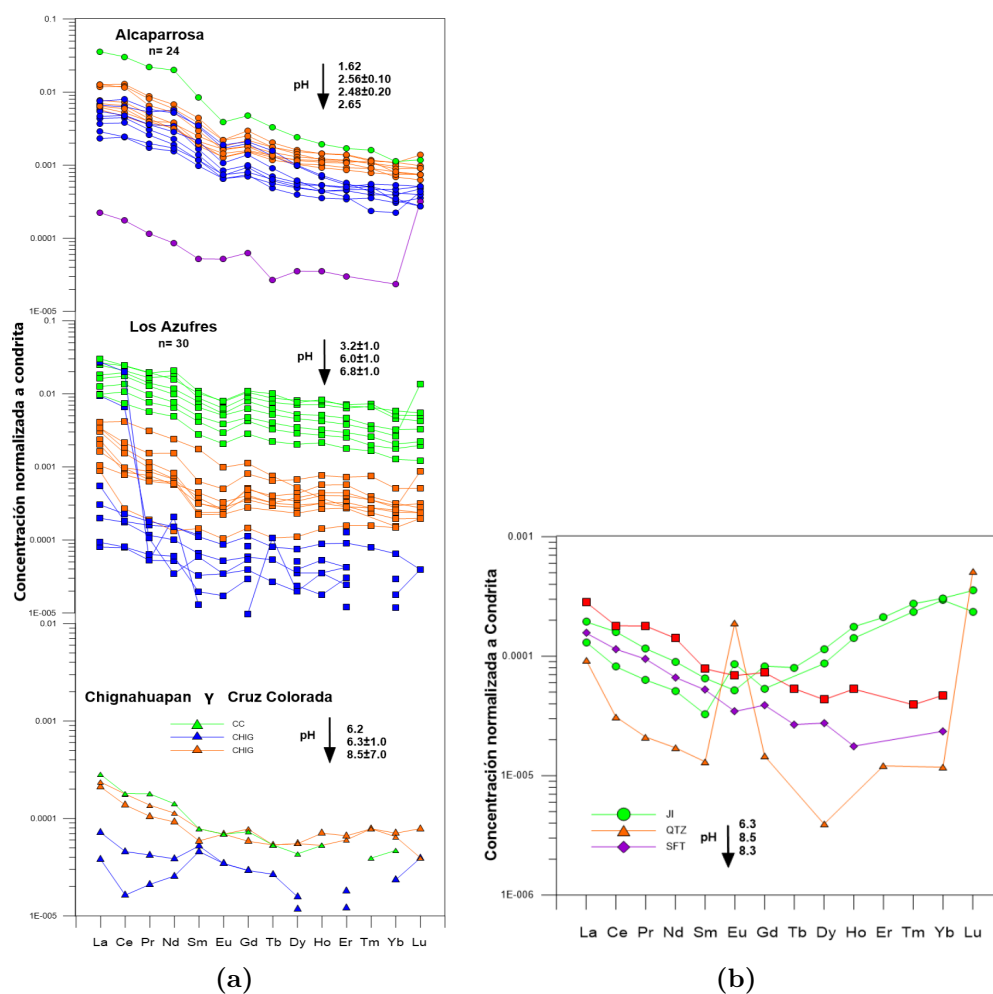 Concentración normalizada a condrita
0.1
0.01
0.001
0.0001
1E-005
Alcaparrosa
n= 24
pH
1.62
2.56±0.10
2.48±0.20
2.65
0.1
0.01
0.001
0.0001
1E-005
Los Azufres
n= 30
pH
3.2±1.0
6.0±1.0
6.8±1.0
0.01
0.001
0.0001
1E-005
Chignahuapan Y Cruz Colorada
CC
CHIG
CHIG
pH
6.2
6.3±1.0
8.5±7.0
La Ce Pr Nd Sm Eu Gd Tb Dy Ho Er Tm Yb Lu
(a)
Concentración normalizada a Condrita
0.001
0.0001
1E-005
1E-006
JI
QTZ
SFT
pH
6.3
8.5
8.3
La Ce Pr Nd Sm Eu Gd Tb Dy Ho Er Tm Yb Lu
(b)